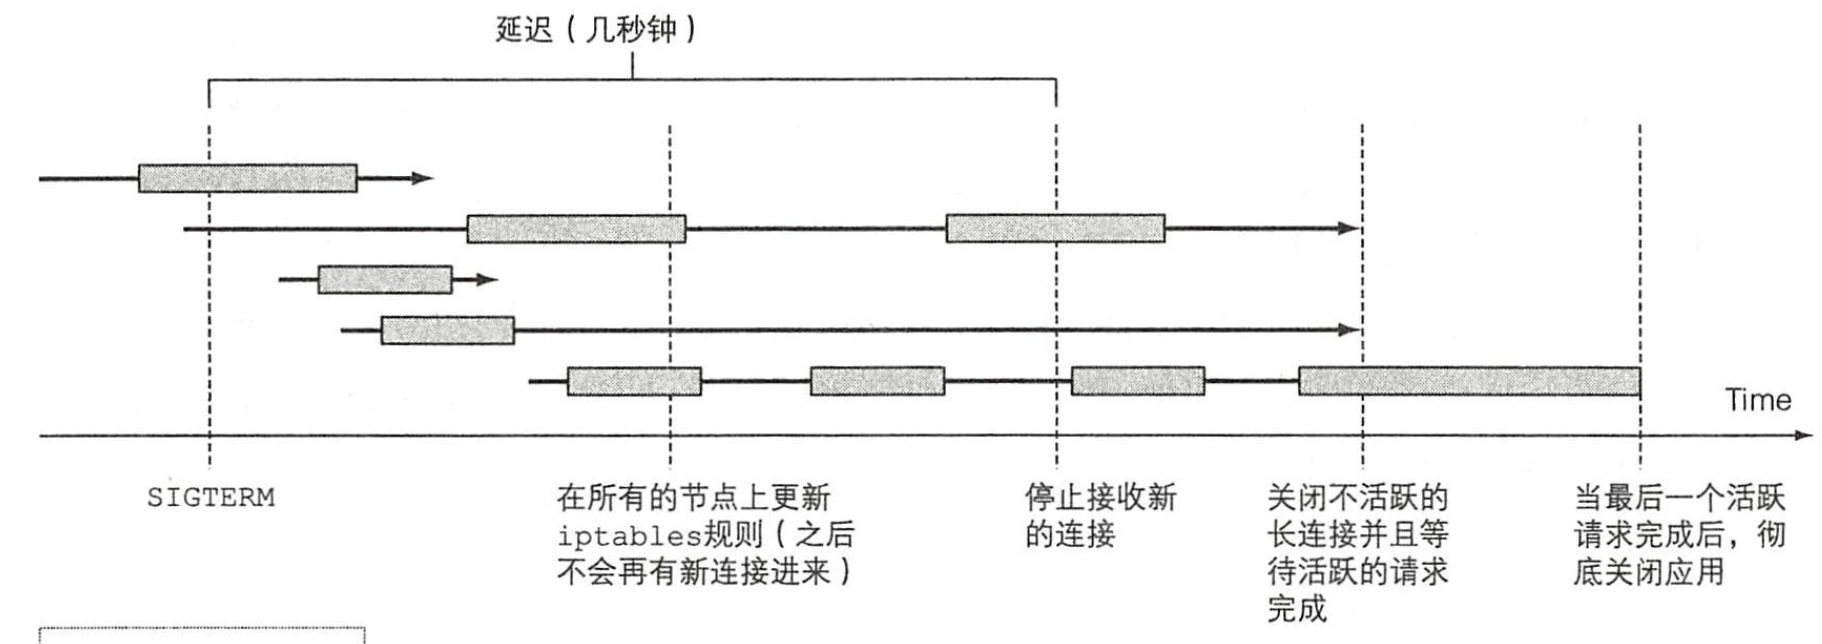 延迟（几秒钟）
Time
SIGTERM
在所有的节点上更新
iptables规则（之后
不会再有新连接进来）
停止接收新
的连接
关闭不活跃的
长连接并且等
待活跃的请求
完成
当最后一个活跃
请求完成后，彻
底关闭应用